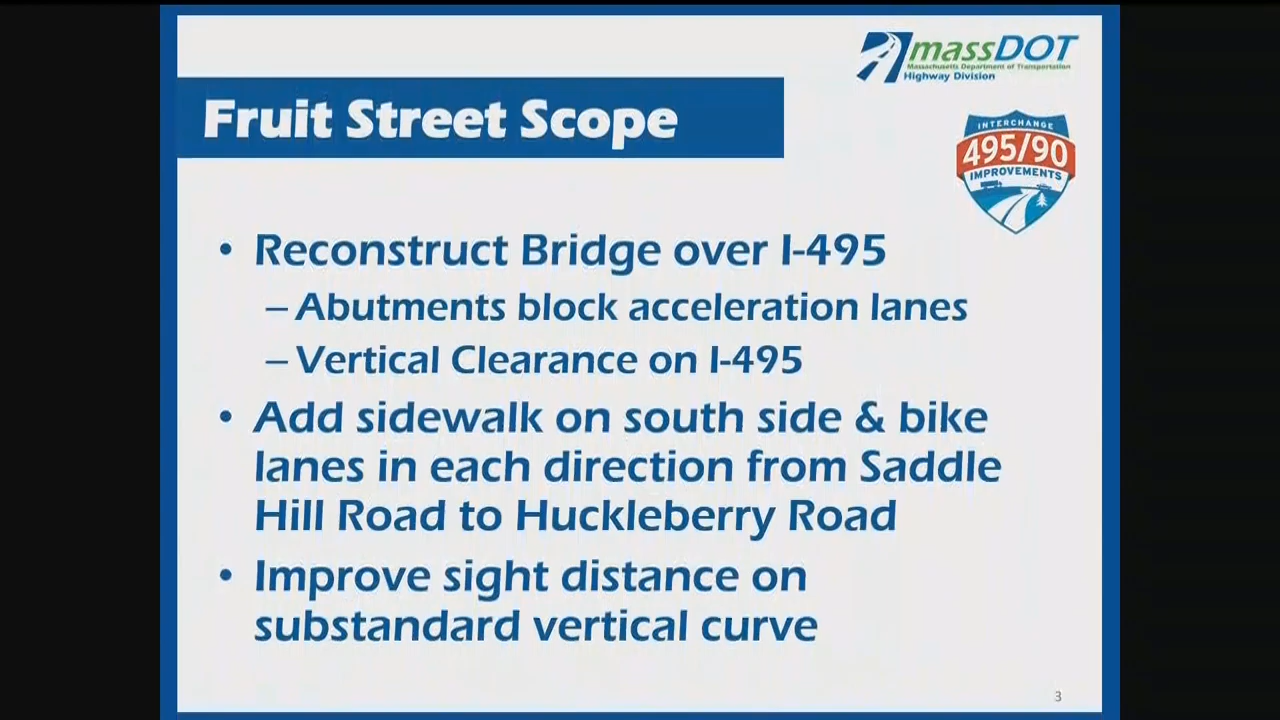 massDOT
Massachusetts Department of Transportation
Highway Division
Fruit Street Scope
INTERCHANGE
495/90
IMPROVEMENTS
• Reconstruct Bridge over I-495
– Abutments block acceleration lanes
– Vertical Clearance on I-495
• Add sidewalk on south side & bike
lanes in each direction from Saddle
Hill Road to Huckleberry Road
• Improve sight distance on
substandard vertical curve
3